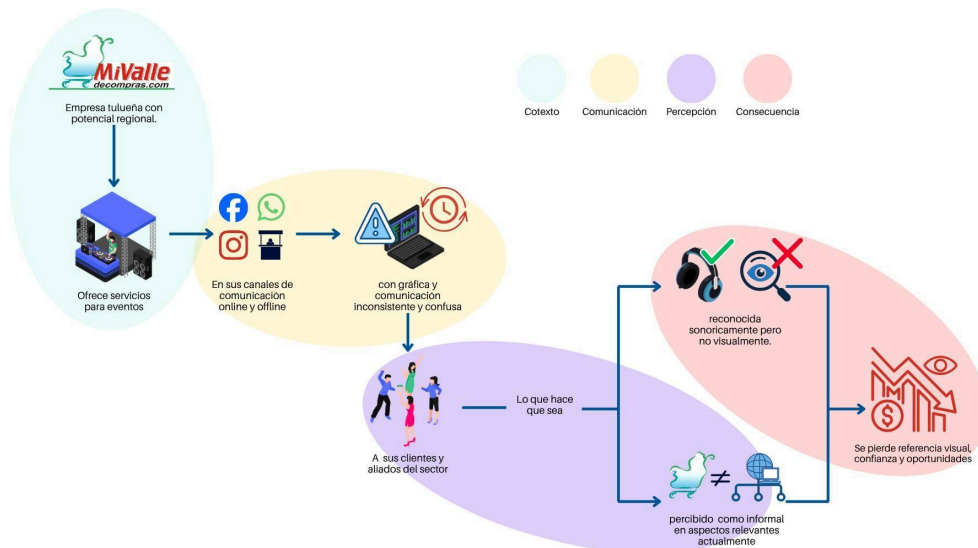 MiValle
decompras.com
Empresa tulueña con
potencial regional.
Cotexto
Comunicación
Percepción
Consecuencia
Ofrece servicios
para eventos
En sus canales de
comunicación
online y offline
con gráfica y
comunicación
inconsistente y confusa
reconocida
sonoricamente pero
no visualmente.
Lo que hace
que sea
A sus clientes y
aliados del sector
≠
percibido como informal
en aspectos relevantes
actualmente
$
Se pierde referencia visual,
confianza y oportunidades